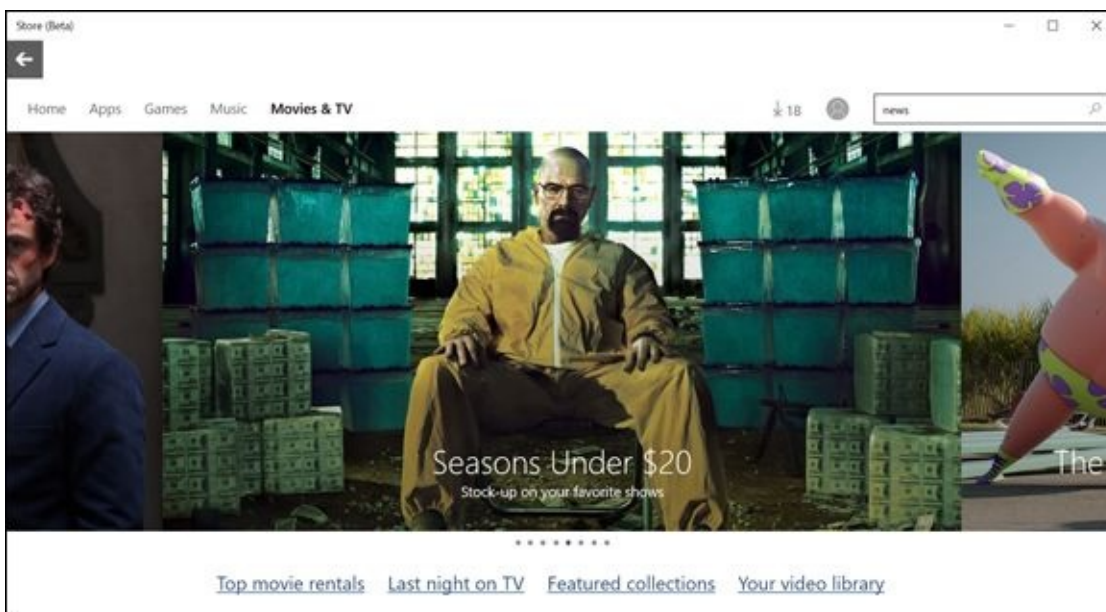 Store (Beta)
Home Apps Games Music Movies & TV 18 news
Seasons Under $20
Stock-up on your favorite shows
The
Top movie rentals Last night on TV Featured collections Your video library